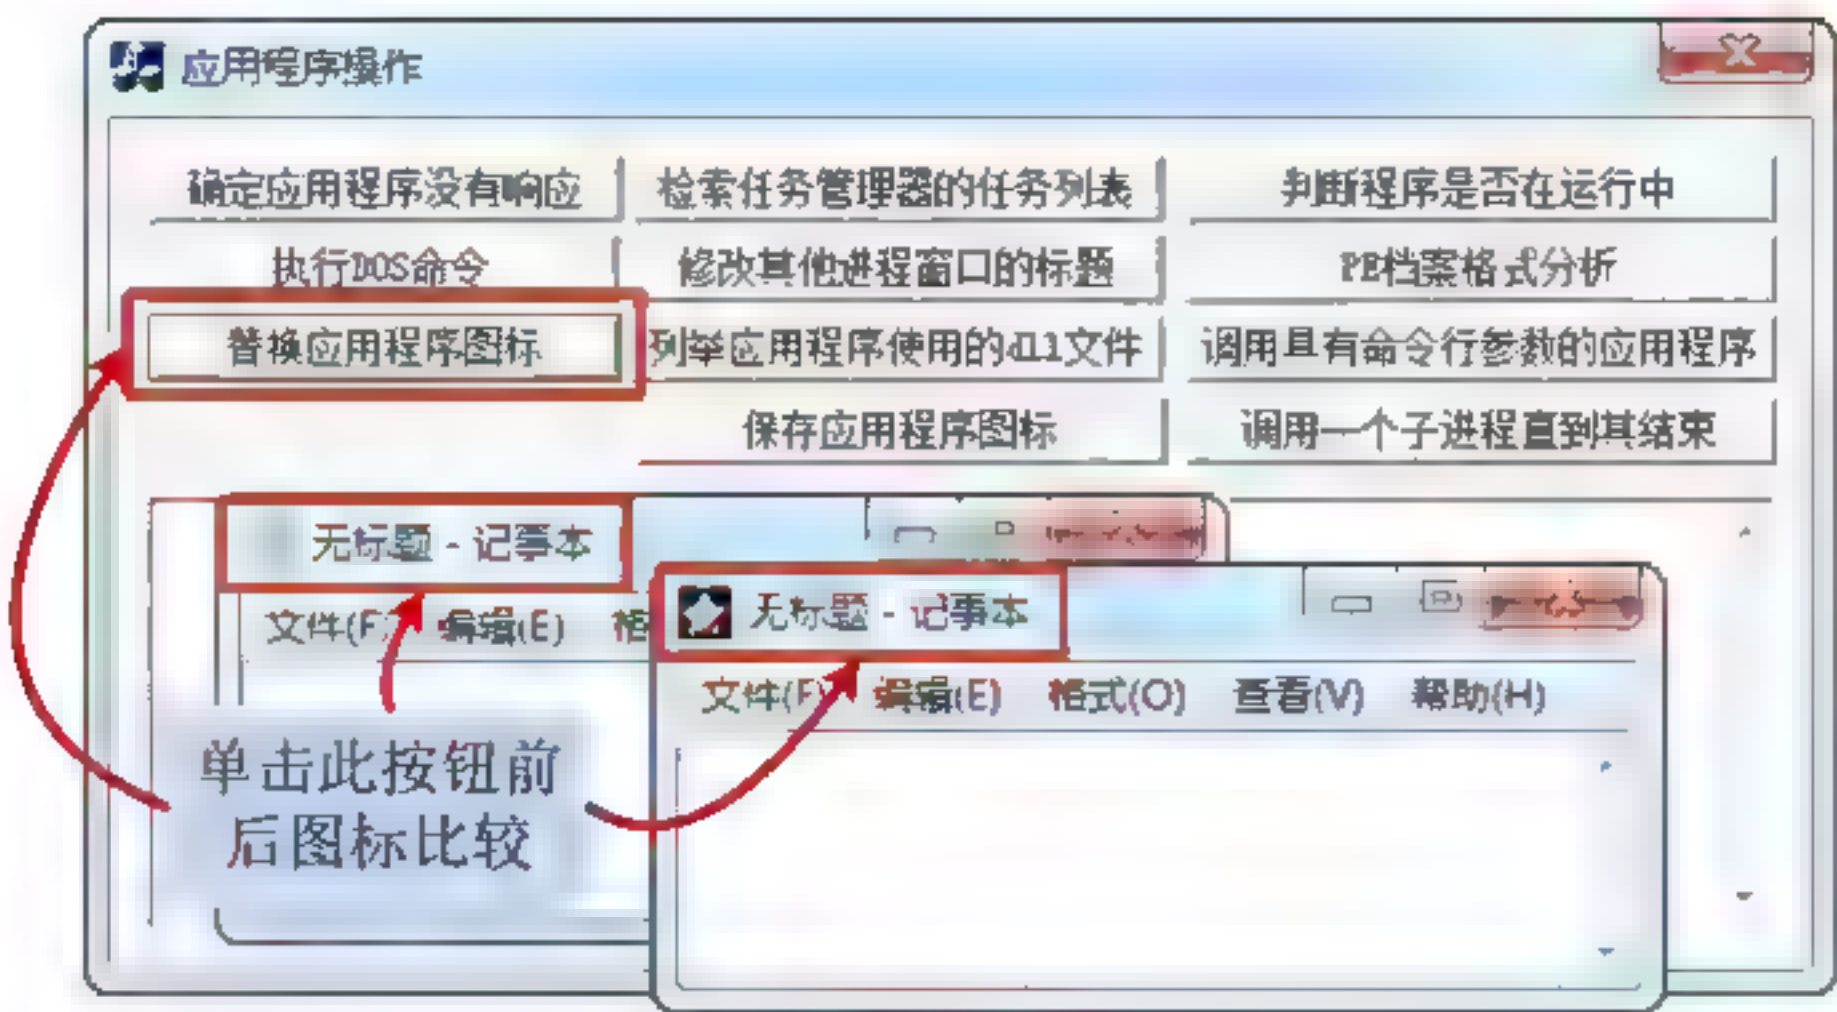 应用程序操作
确定应用程序没有响应 检索任务管理器的任务列表 判断程序是否在运行中
执行DOS命令 修改其他进程窗口的标题 PE档案格式分析
替换应用程序图标 列举应用程序使用的dll文件 调用具有命令行参数的应用程序
保存应用程序图标 调用一个子进程直到其结束
无标题 - 记事本
文件(F) 编辑(E) 格
无标题 - 记事本
文件(F) 编辑(E) 格式(O) 查看(V) 帮助(H)
单击此按钮前
后图标比较